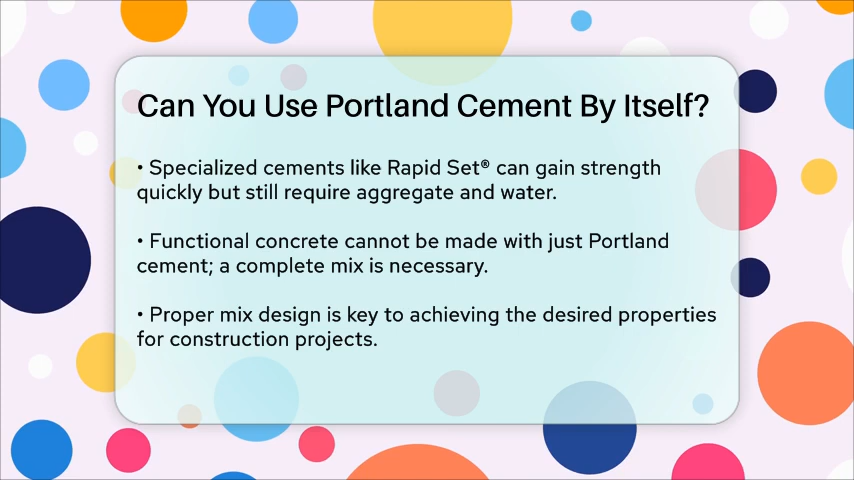 Can You Use Portland Cement By Itself?
• Specialized cements like Rapid Set® can gain strength
quickly but still require aggregate and water.
• Functional concrete cannot be made with just Portland
cement; a complete mix is necessary.
• Proper mix design is key to achieving the desired properties
for construction projects.